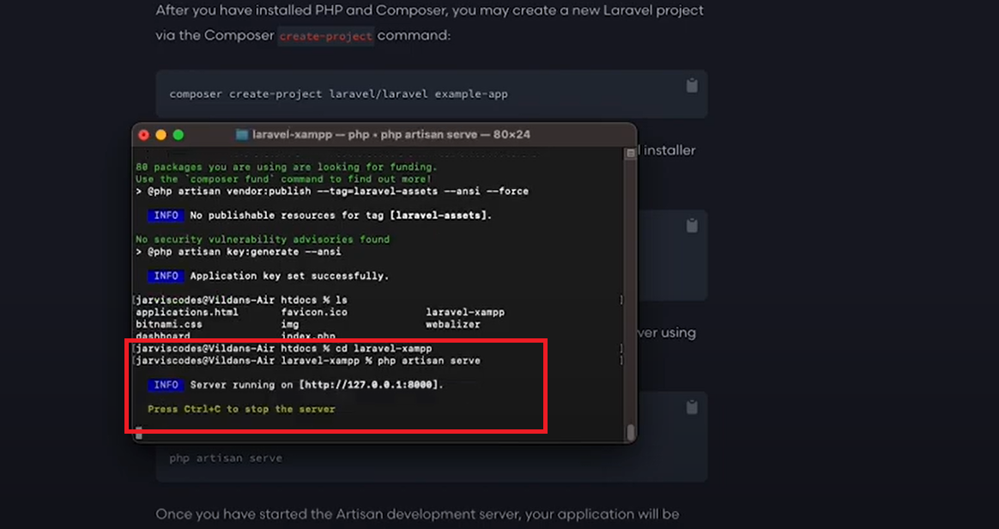 After you have installed PHP and Composer, you may create a new Laravel project
via the Composer create-project command:
composer create-project laravel/laravel example-app
laravel-xampp — php • php artisan serve — 80×24
l installer
80 packages you are using are looking for funding.
Use the `composer fund` command to find out more!
> @php artisan vendor:publish --tag=laravel-assets --ansi --force
INFO No publishable resources for tag [laravel-assets].
No security vulnerability advisories found
> @php artisan key:generate --ansi
INFO Application key set successfully.
[jarviscodes@Vildans-Air htdocs % ls ]
applications.html favicon.ico laravel-xampp
bitnami.css img webalizer
dashboard index.php
ver using
[jarviscodes@Vildans-Air htdocs % cd laravel-xampp ]
[jarviscodes@Vildans-Air laravel-xampp % php artisan serve ]
INFO Server running on [http://127.0.0.1:8000].
Press Ctrl+C to stop the server
php artisan serve
Once you have started the Artisan development server, your application will be